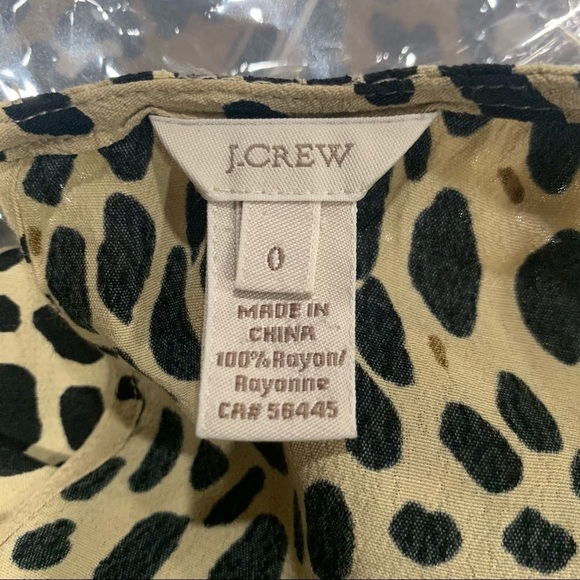 J.CREW
0
MADE IN
CHINA
100%Rayon/
Rayonne
CA# 56445